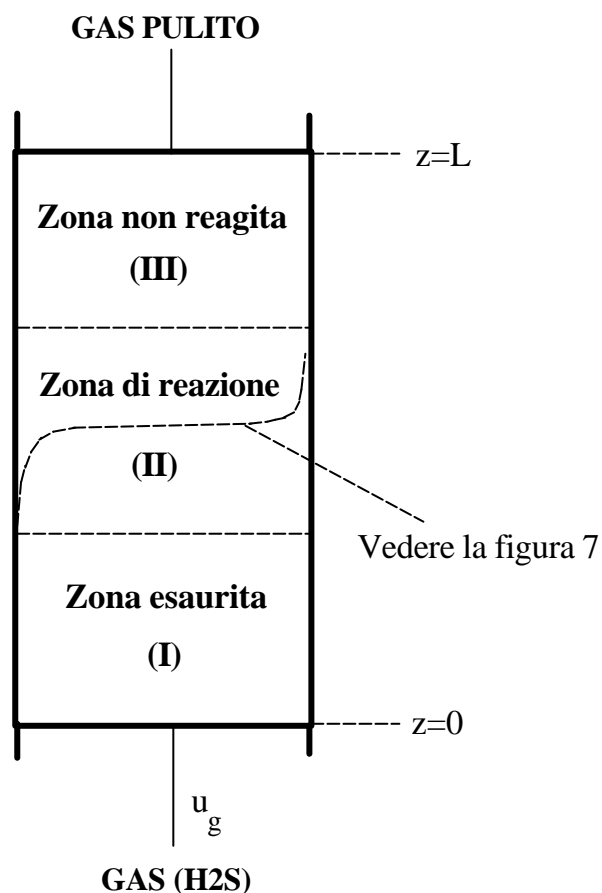 GAS PULITO
z=L
Zona non reagita
(III)
Zona di reazione
(II)
Vedere la figura 7
Zona esaurita
(I)
z=0
u_g
GAS (H2S)